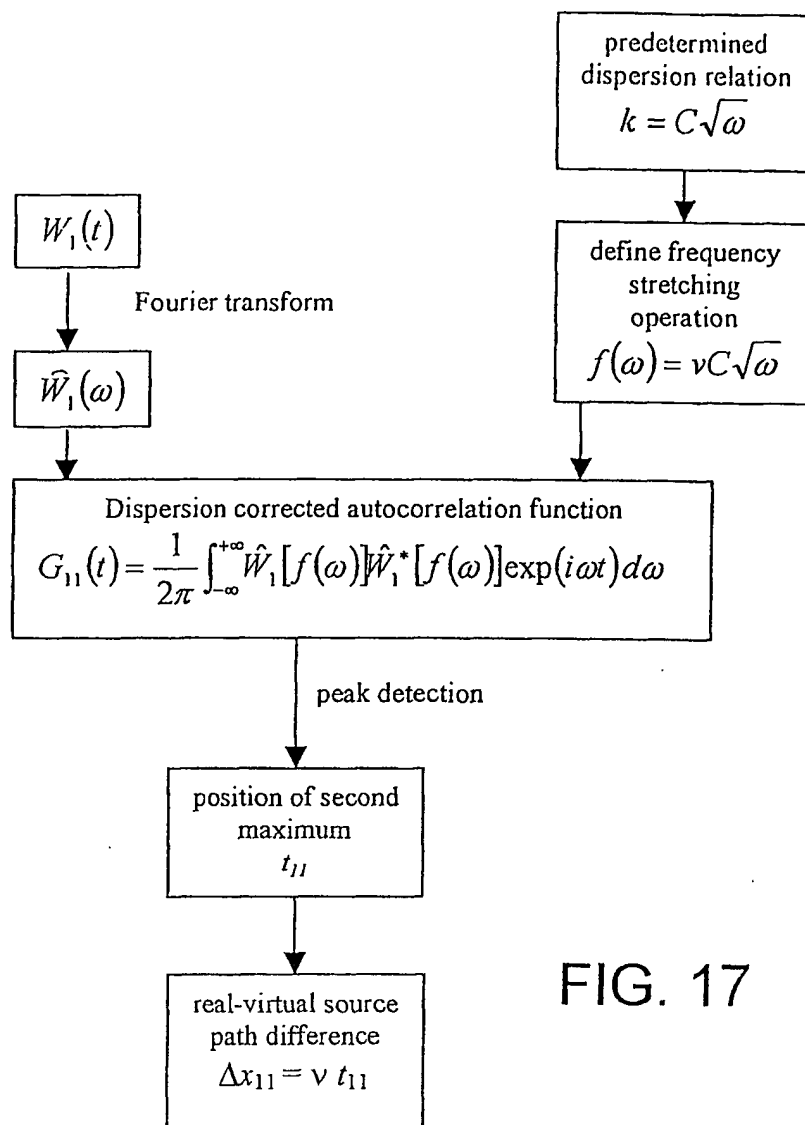 predetermined
dispersion relation
k = C√ω
W₁(t)
Fourier transform
define frequency
stretching
operation
f(ω) = νC√ω
Ŵ₁(ω)
Dispersion corrected autocorrelation function
G₁₁(t) = 1/2π ∫_{-∞}^{+∞} Ŵ₁[f(ω)]Ŵ₁*[f(ω)]exp(iωt)dω
peak detection
position of second
maximum
t₁₁
real-virtual source
path difference
Δx₁₁ = ν t₁₁
FIG. 17